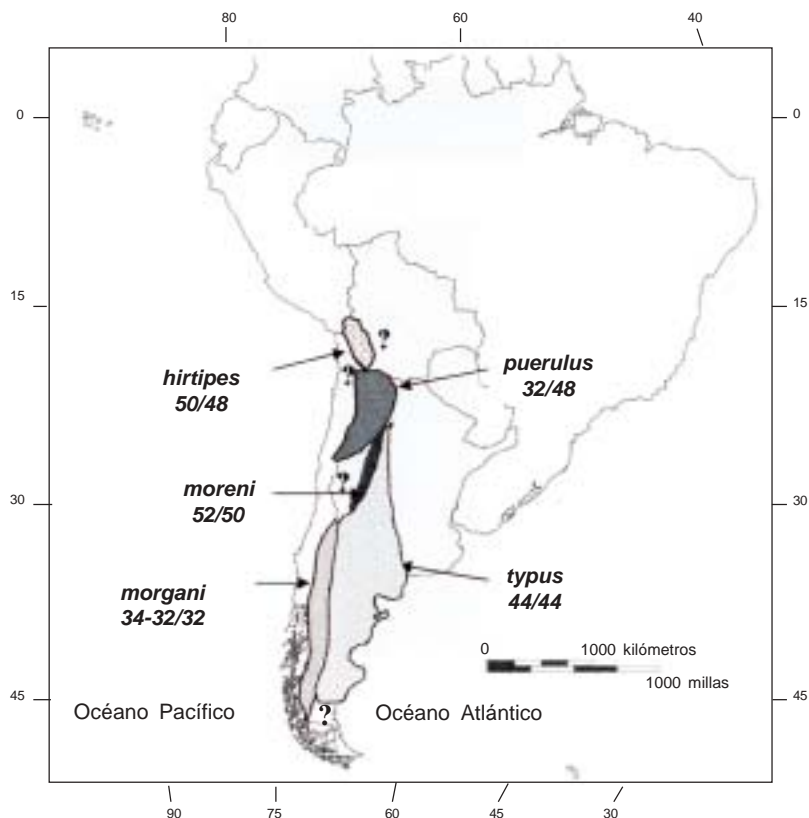 80 60 40
0 0
15 15
hirtipes
50/48
?
?
puerulus
32/48
?
30 30
moreni
52/50
morgani
34-32/32
typus
44/44
0 1000 kilómetros
1000 millas
45 45
Océano Pacífico
?
Océano Atlántico
90 75 60 45 30